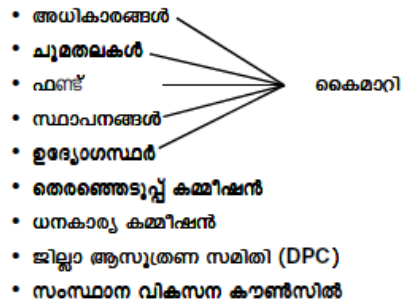 • അധികാരങ്ങൾ
• ചുമതലകൾ
• ഫണ്ട് കൈമാറി
• സ്ഥാപനങ്ങൾ
• ഉദ്യോഗസ്ഥർ
• തെരഞ്ഞെടുപ്പ് കമ്മീഷൻ
• ധനകാര്യ കമ്മീഷൻ
• ജില്ലാ ആസൂത്രണ സമിതി (DPC)
• സംസ്ഥാന വികസന കൗൺസിൽ